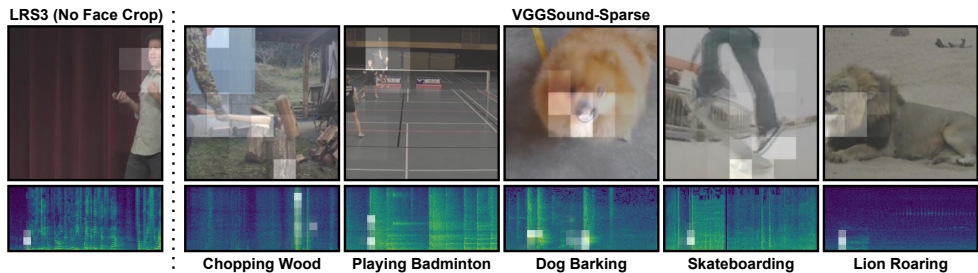 LRS3 (No Face Crop)
VGGSound-Sparse
Chopping Wood
Playing Badminton
Dog Barking
Skateboarding
Lion Roaring